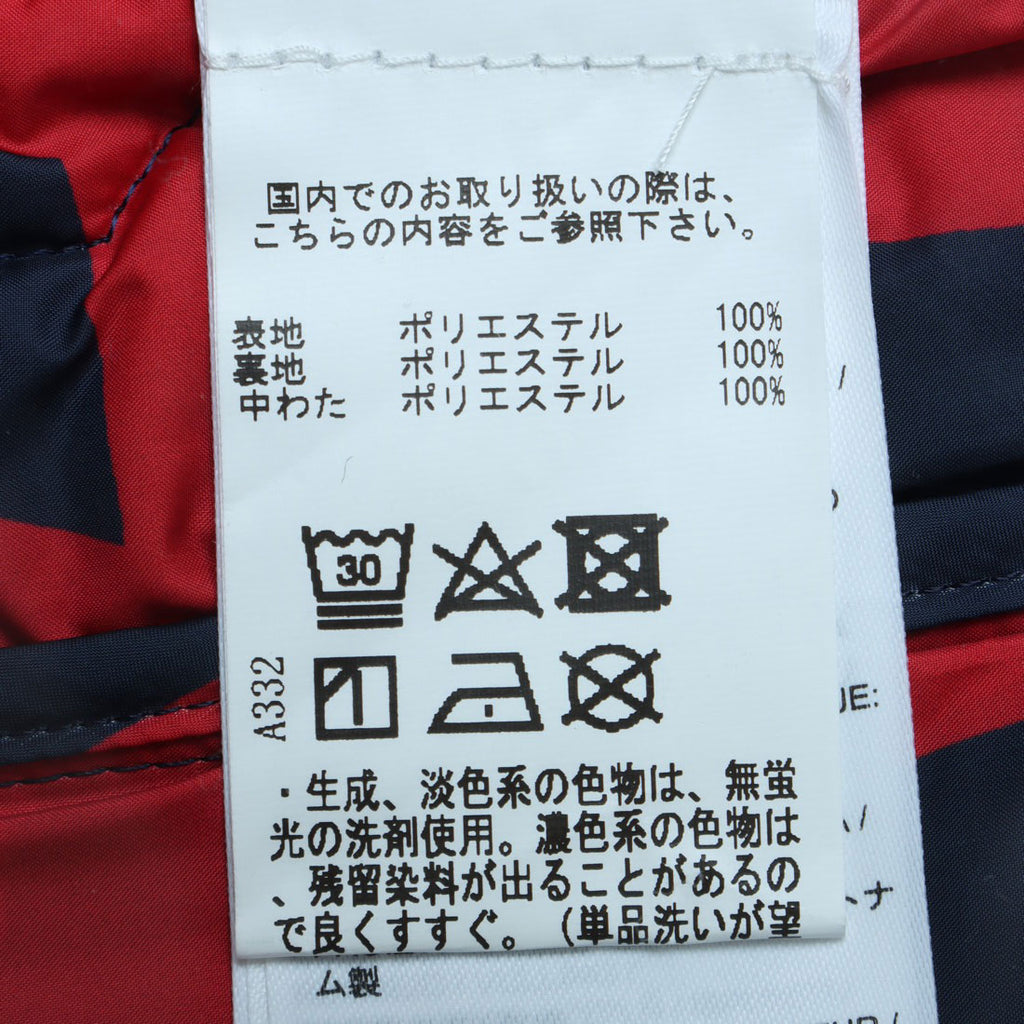 国内でのお取り扱いの際は、
こちらの内容をご参照下さい。
表地 ポリエステル 100%
裏地 ポリエステル 100%
中わた ポリエステル 100%
30
A332
・生成、淡色系の色物は、無蛍
光の洗剤使用。濃色系の色物は
、残留染料が出ることがあるの
で良くすすぐ。（単品洗いが望
UE:
トナ
ム製